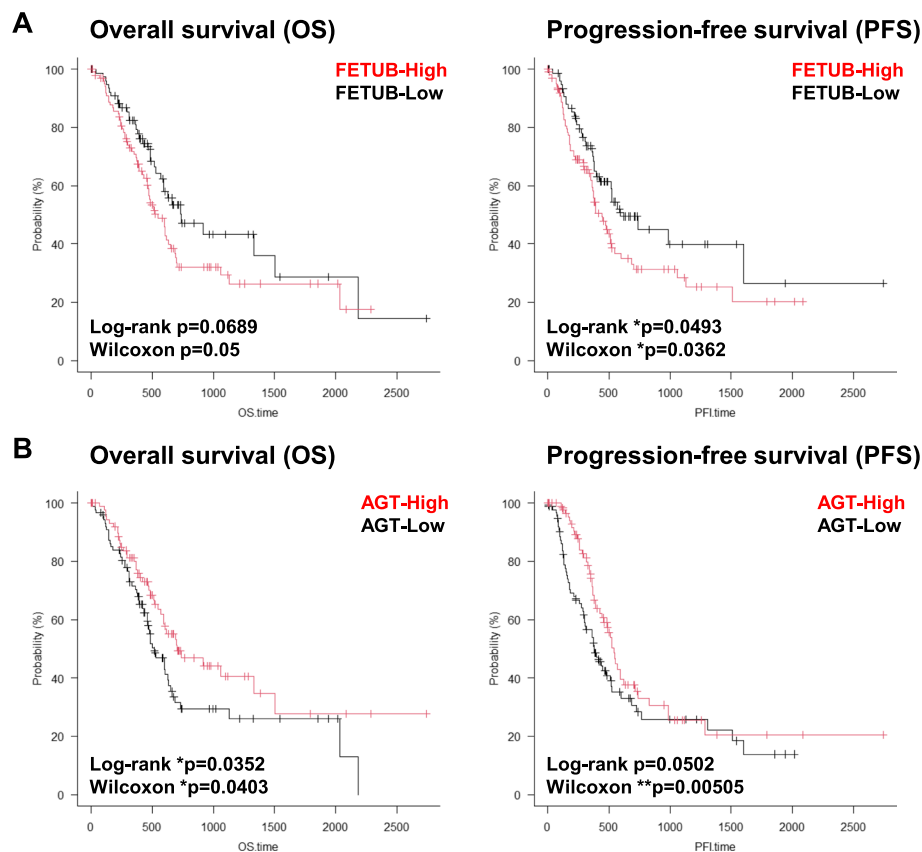 A
Overall survival (OS)
Progression-free survival (PFS)
FETUB-High
FETUB-Low
100
80
60
40
20
0
Probability (%)
Log-rank p=0.0689
Wilcoxon p=0.05
0 500 1000 1500 2000 2500
OS.time
FETUB-High
FETUB-Low
100
80
60
40
20
0
Probability (%)
Log-rank *p=0.0493
Wilcoxon *p=0.0362
0 500 1000 1500 2000 2500
PFI.time
B
Overall survival (OS)
Progression-free survival (PFS)
AGT-High
AGT-Low
100
80
60
40
20
0
Probability (%)
Log-rank *p=0.0352
Wilcoxon *p=0.0403
0 500 1000 1500 2000 2500
OS.time
AGT-High
AGT-Low
100
80
60
40
20
0
Probability (%)
Log-rank p=0.0502
Wilcoxon **p=0.00505
0 500 1000 1500 2000 2500
PFI.time